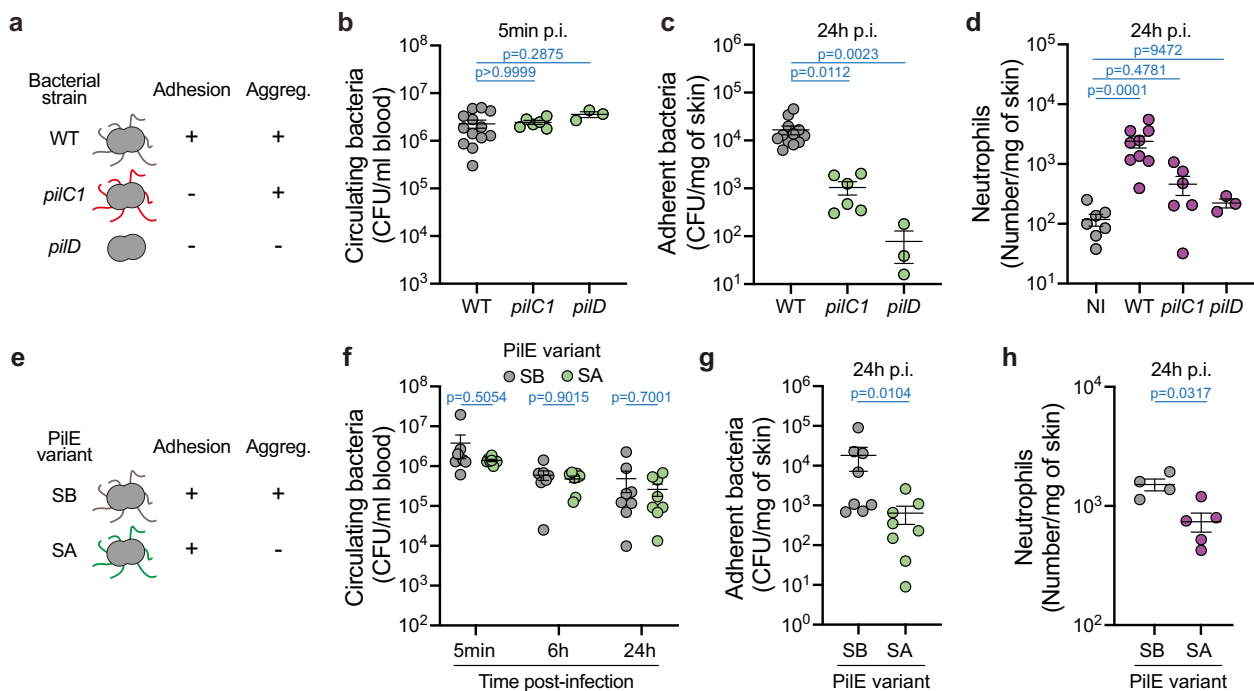 a
Bacterial
strain
Adhesion
Aggreg.
WT
+
+
pilC1
-
+
pilD
-
-
b
5min p.i.
p=0.2875
p>0.9999
Circulating bacteria
(CFU/ml blood)
10^8
10^7
10^6
10^5
10^4
10^3
WT
pilC1
pilD
c
24h p.i.
p=0.0023
p=0.0112
Adherent bacteria
(CFU/mg of skin)
10^6
10^5
10^4
10^3
10^2
10^1
WT
pilC1
pilD
d
24h p.i.
p=9472
p=0.4781
p=0.0001
Neutrophils
(Number/mg of skin)
10^5
10^4
10^3
10^2
10^1
NI
WT
pilC1
pilD
e
PilE
variant
Adhesion
Aggreg.
SB
+
+
SA
+
-
f
PilE variant
SB
SA
p=0.5054
p=0.9015
p=0.7001
Circulating bacteria
(CFU/ml blood)
10^8
10^7
10^6
10^5
10^4
10^3
10^2
5min
6h
24h
Time post-infection
g
24h p.i.
p=0.0104
Adherent bacteria
(CFU/mg of skin)
10^6
10^5
10^4
10^3
10^2
10^1
10^0
SB
SA
PilE variant
h
24h p.i.
p=0.0317
Neutrophils
(Number/mg of skin)
10^4
10^3
10^2
SB
SA
PilE variant